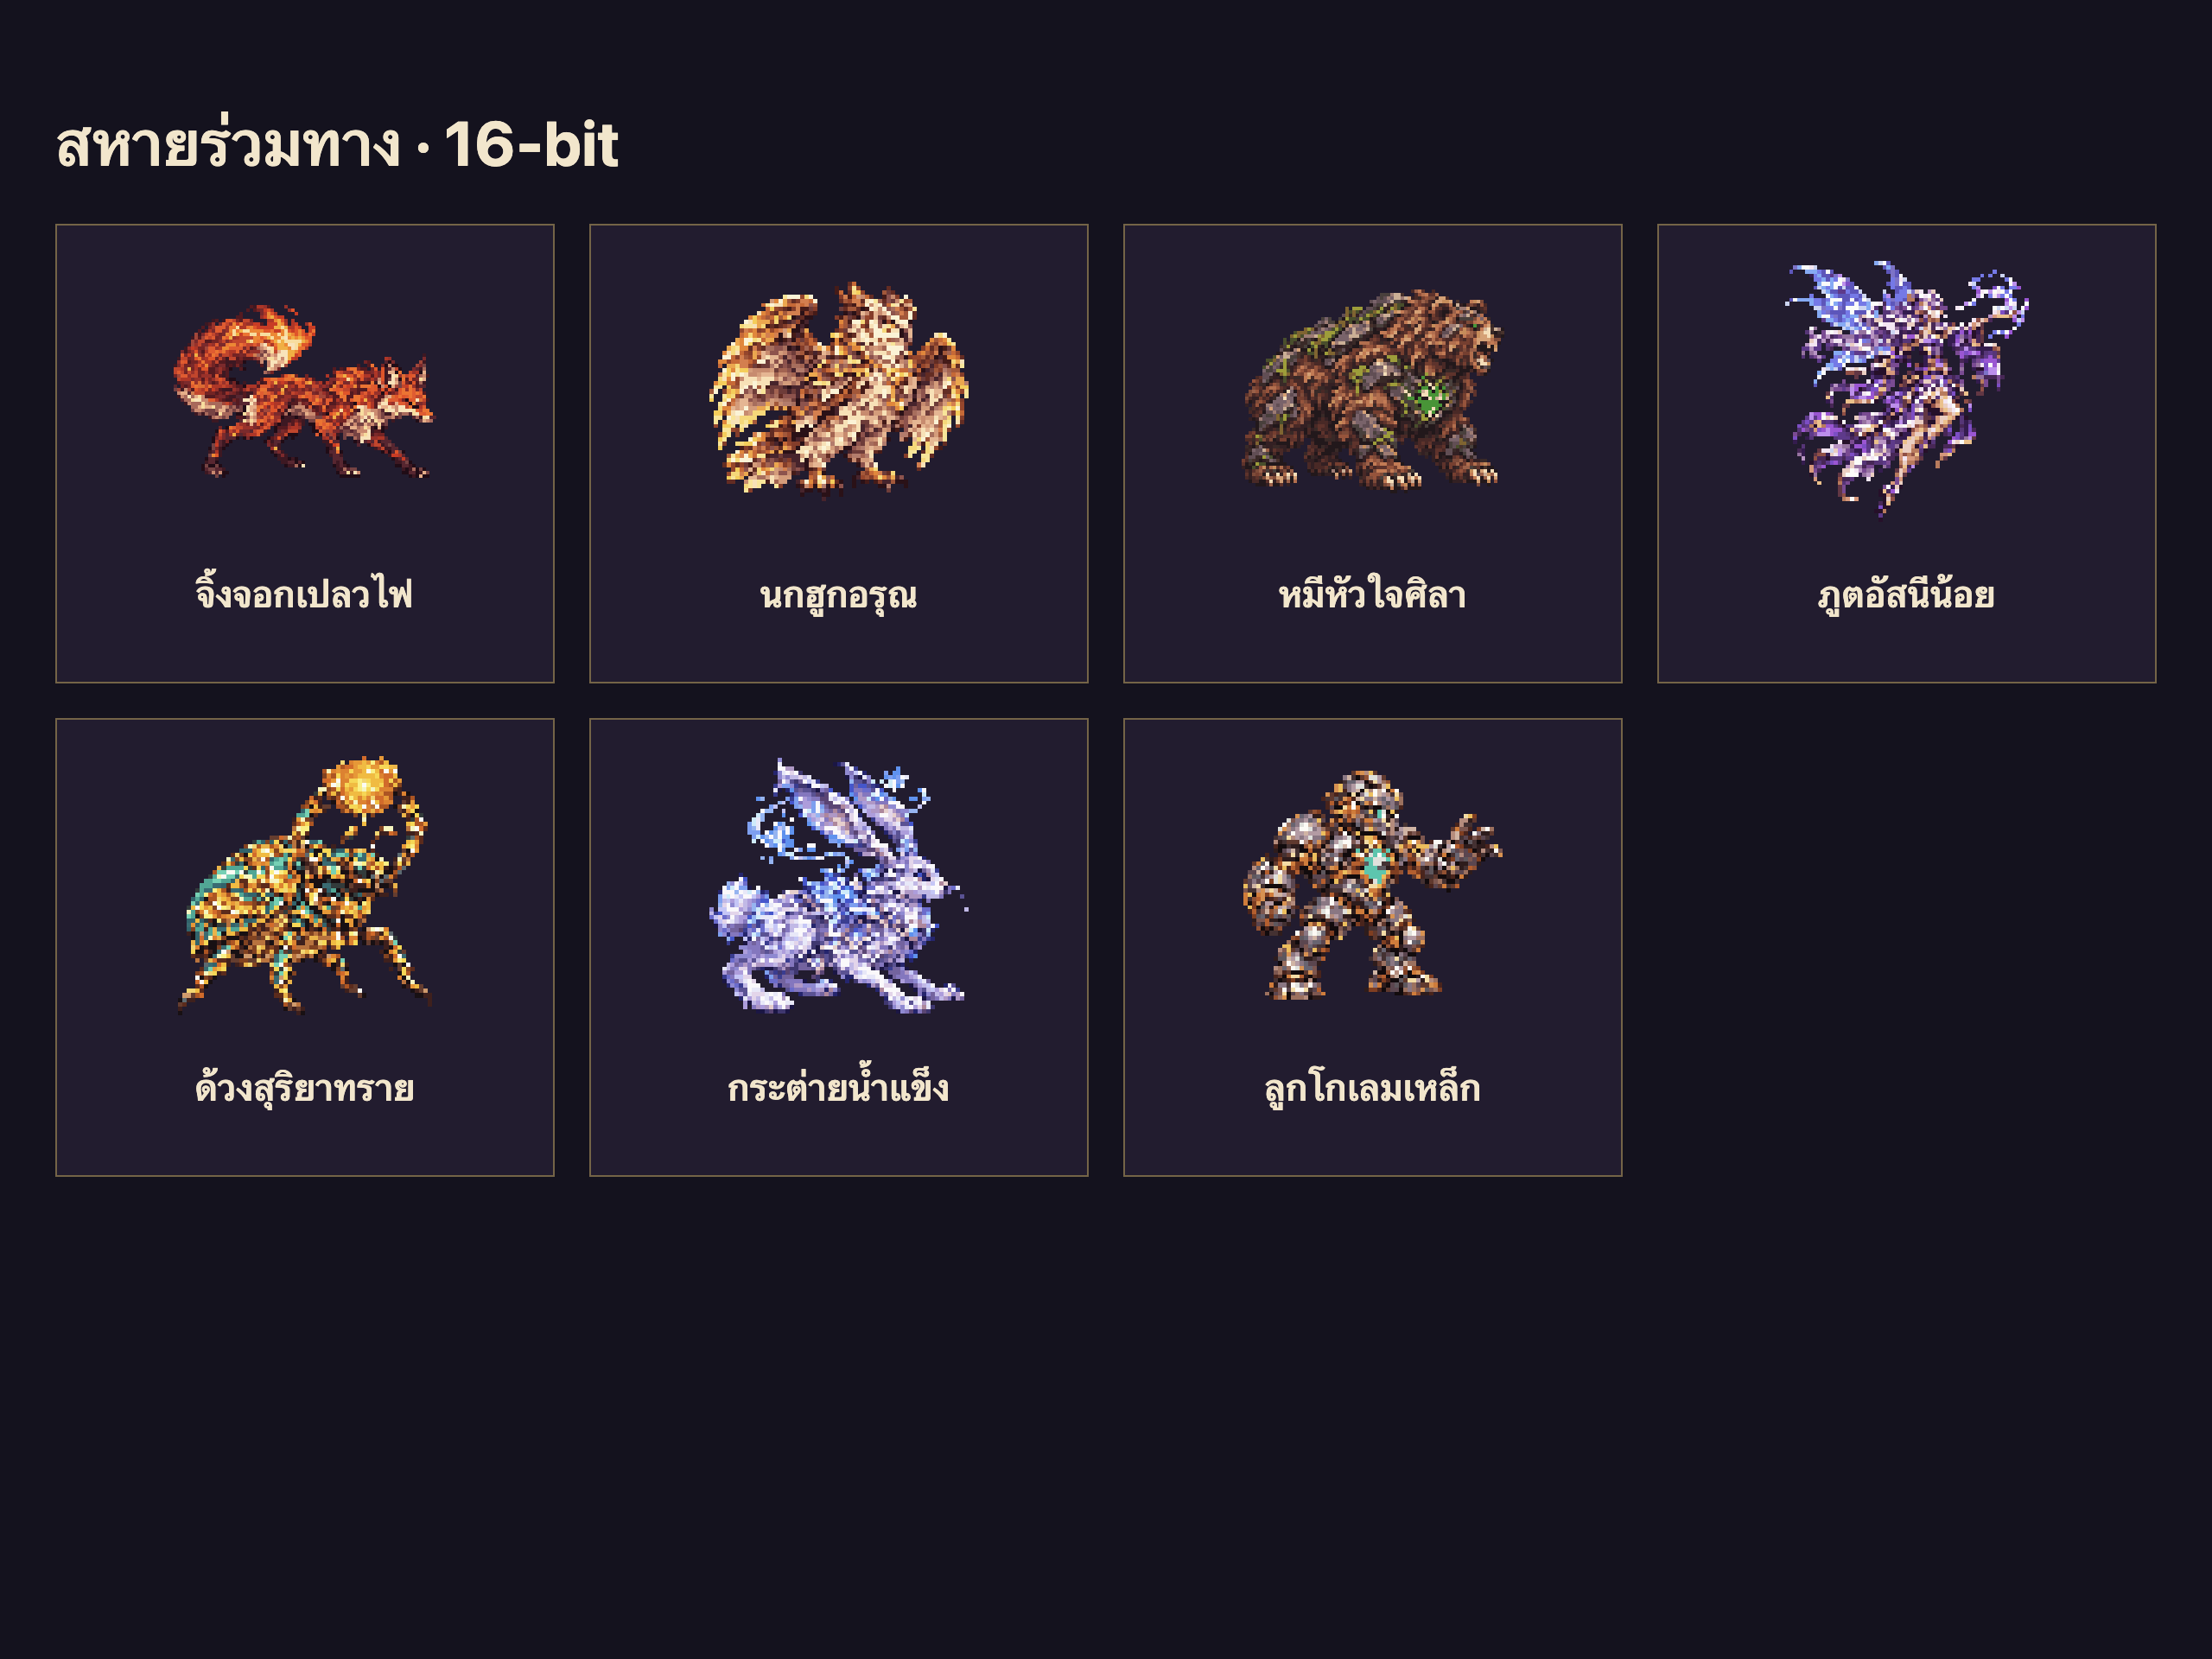 สหายร่วมทาง · 16-bit
จิ้งจอกเปลวไฟ
นกฮูกอรุณ
หมีหัวใจศิลา
ภูตอัสนีน้อย
ด้วงสุริยาทราย
กระต่ายน้ำแข็ง
ลูกโกเลมเหล็ก